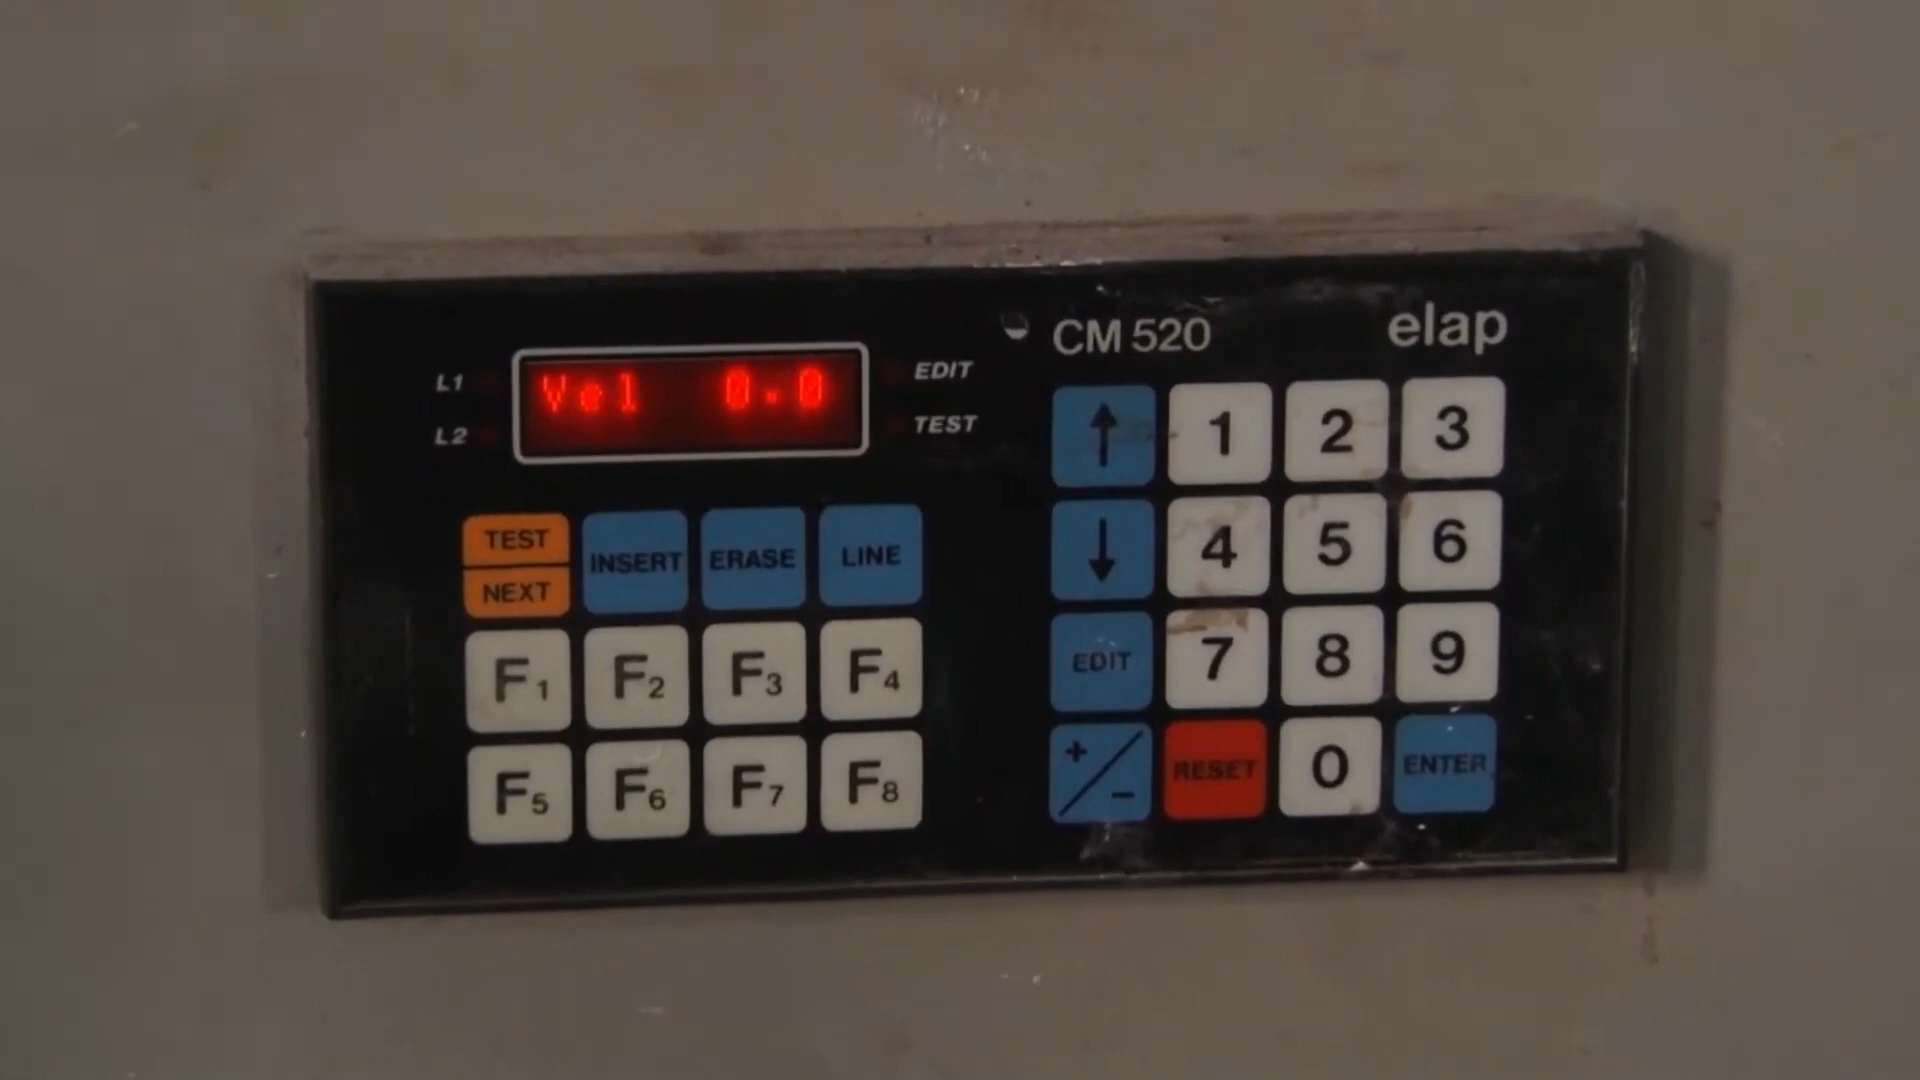 CM 520 elap
L1 Vel 0.0 EDIT
L2 TEST
↑ 1 2 3
TEST NEXT INSERT ERASE LINE
↓ 4 5 6
F1 F2 F3 F4
EDIT 7 8 9
F5 F6 F7 F8
+/- RESET 0 ENTER